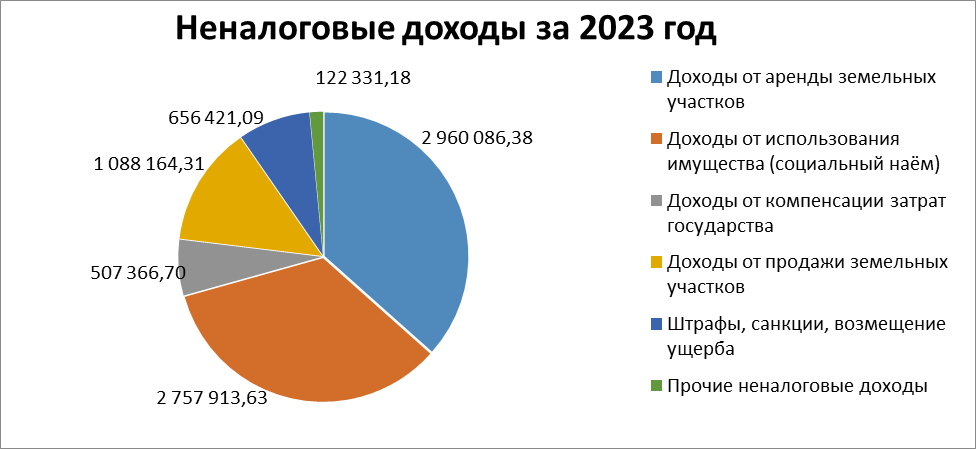 Неналоговые доходы за 2023 год
122 331,18
656 421,09
2 960 086,38
1 088 164,31
507 366,70
2 757 913,63
Доходы от аренды земельных
участков
Доходы от использования
имущества (социальный наём)
Доходы от компенсации затрат
государства
Доходы от продажи земельных
участков
Штрафы, санкции, возмещение
ущерба
Прочие неналоговые доходы